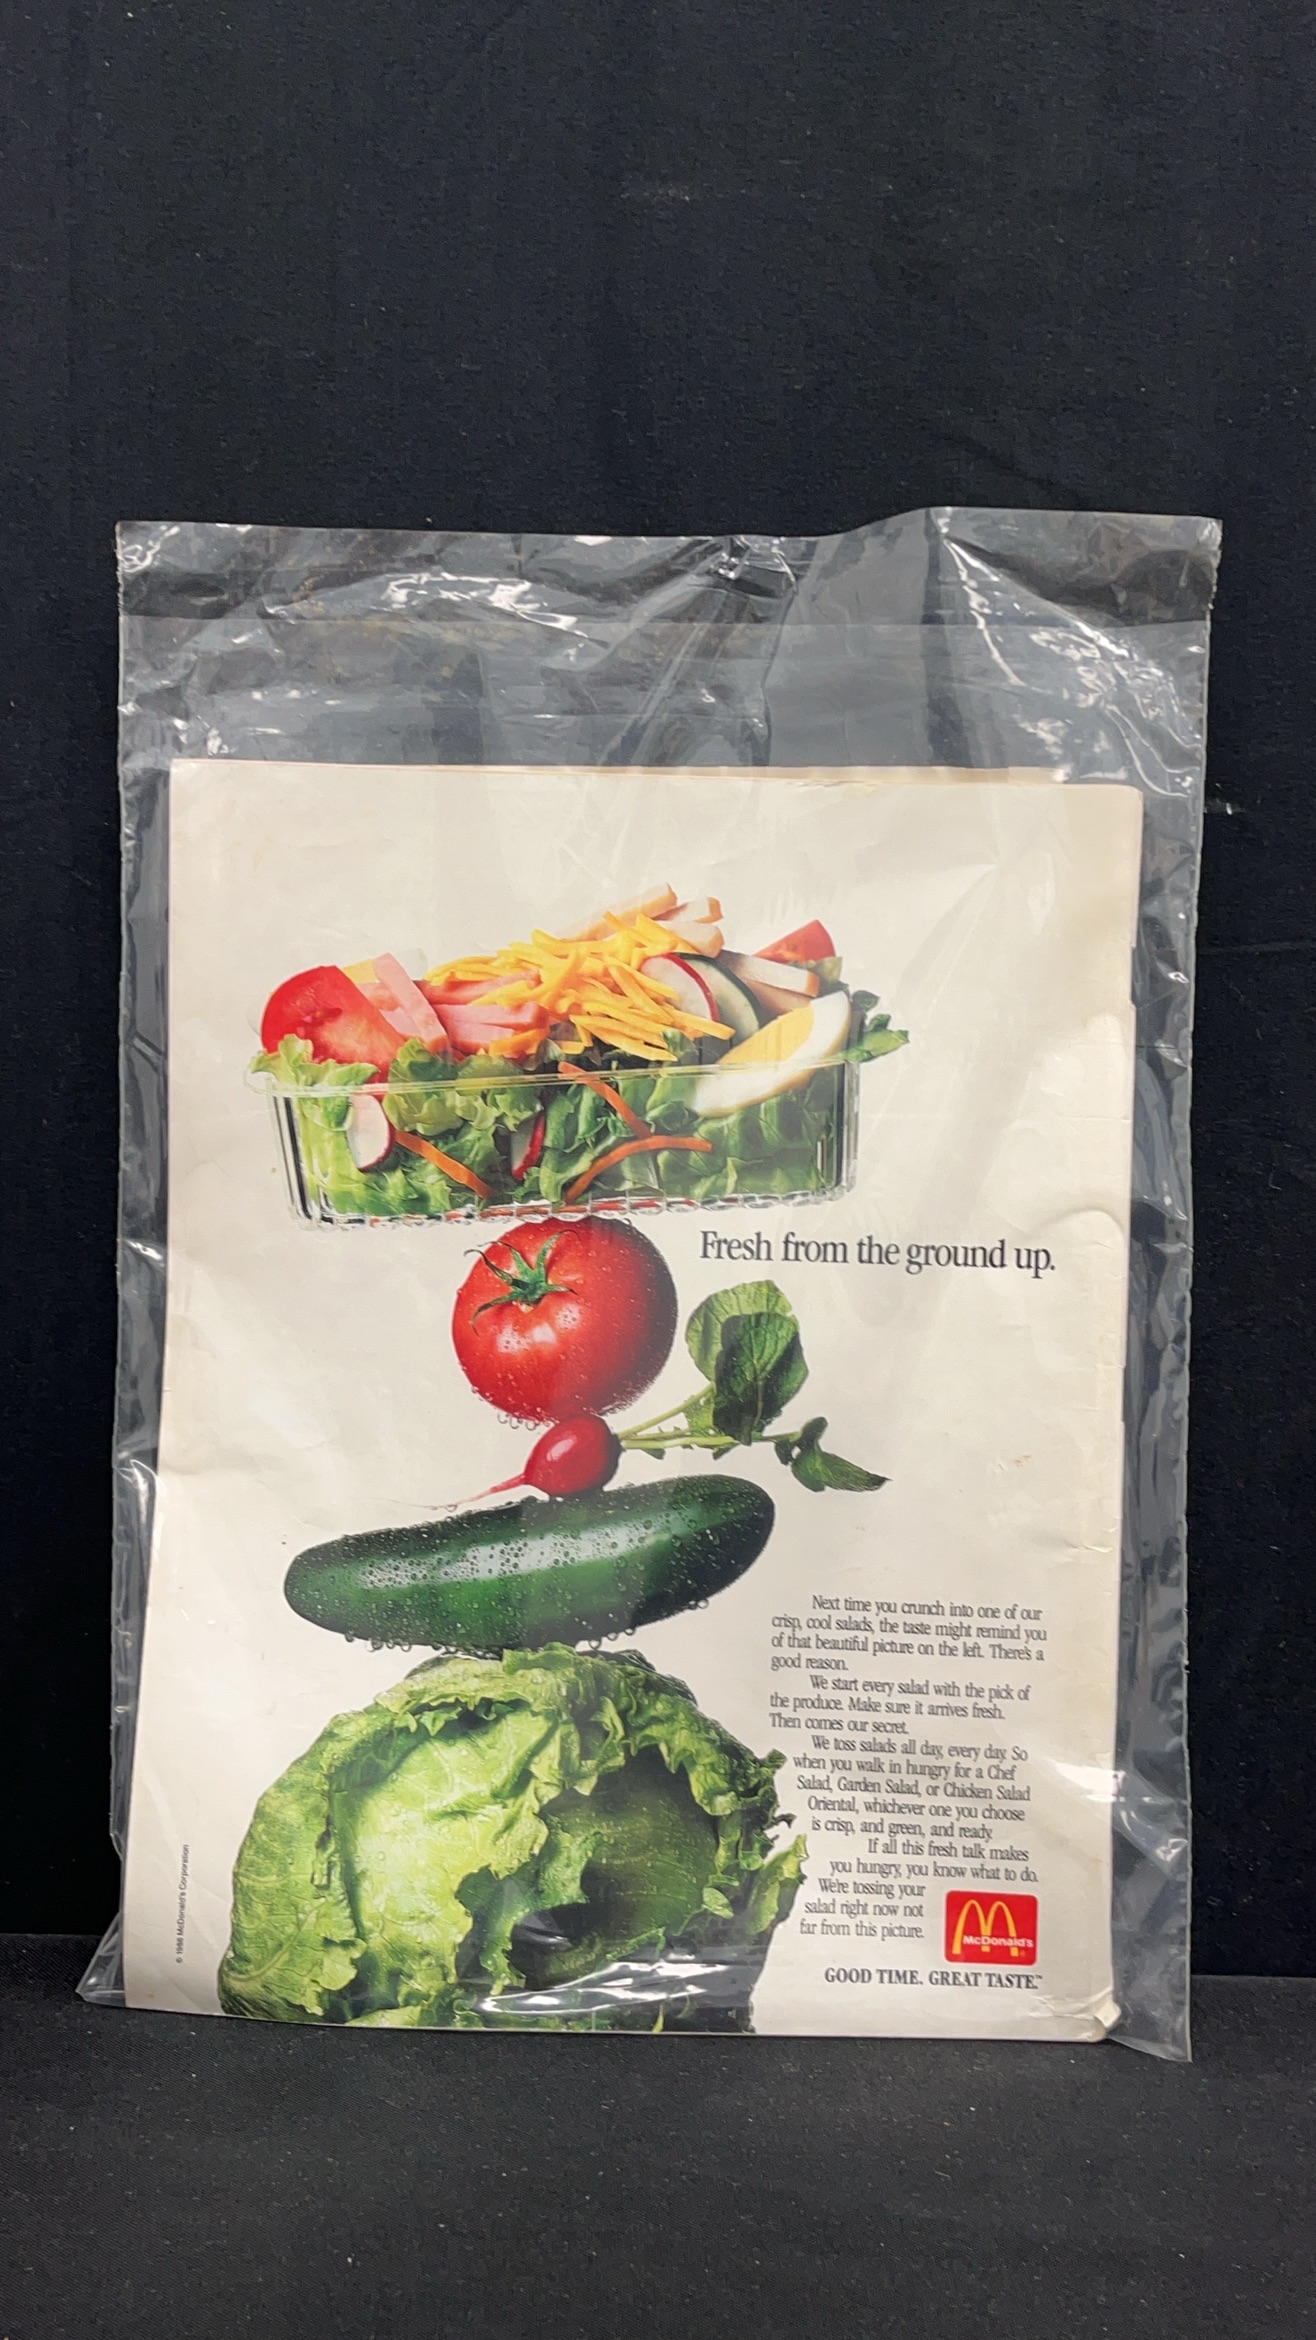 Fresh from the ground up.
Next time you crunch into one of our
crisp, cool salads, the taste might remind you
of that beautiful picture on the left. There's a
good reason.
We start every salad with the pick of
the produce. Make sure it arrives fresh.
Then comes our secret.
We toss salads all day, every day. So
when you walk in hungry for a Chef
Salad, Garden Salad, or Chicken Salad
Oriental, whichever one you choose
is crisp, and green, and ready.
If all this fresh talk makes
you hungry, you know what to do.
We're tossing your
salad right now not
far from this picture.
McDonald's
GOOD TIME. GREAT TASTE.™
© 1988 McDonald's Corporation